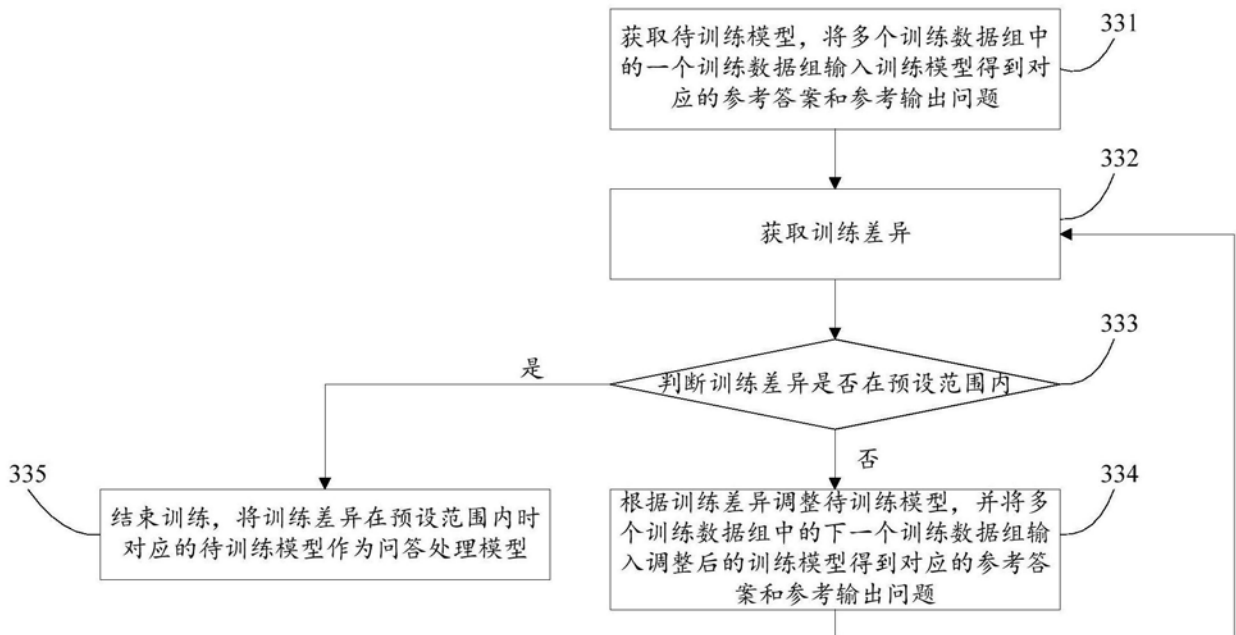 获取待训练模型，将多个训练数据组中
的一个训练数据组输入训练模型得到对
应的参考答案和参考输出问题
331
332
获取训练差异
333
判断训练差异是否在预设范围内
是
否
335
结束训练，将训练差异在预设范围内时
对应的待训练模型作为问答处理模型
334
根据训练差异调整待训练模型，并将多
个训练数据组中的下一个训练数据组输
入调整后的训练模型得到对应的参考答
案和参考输出问题